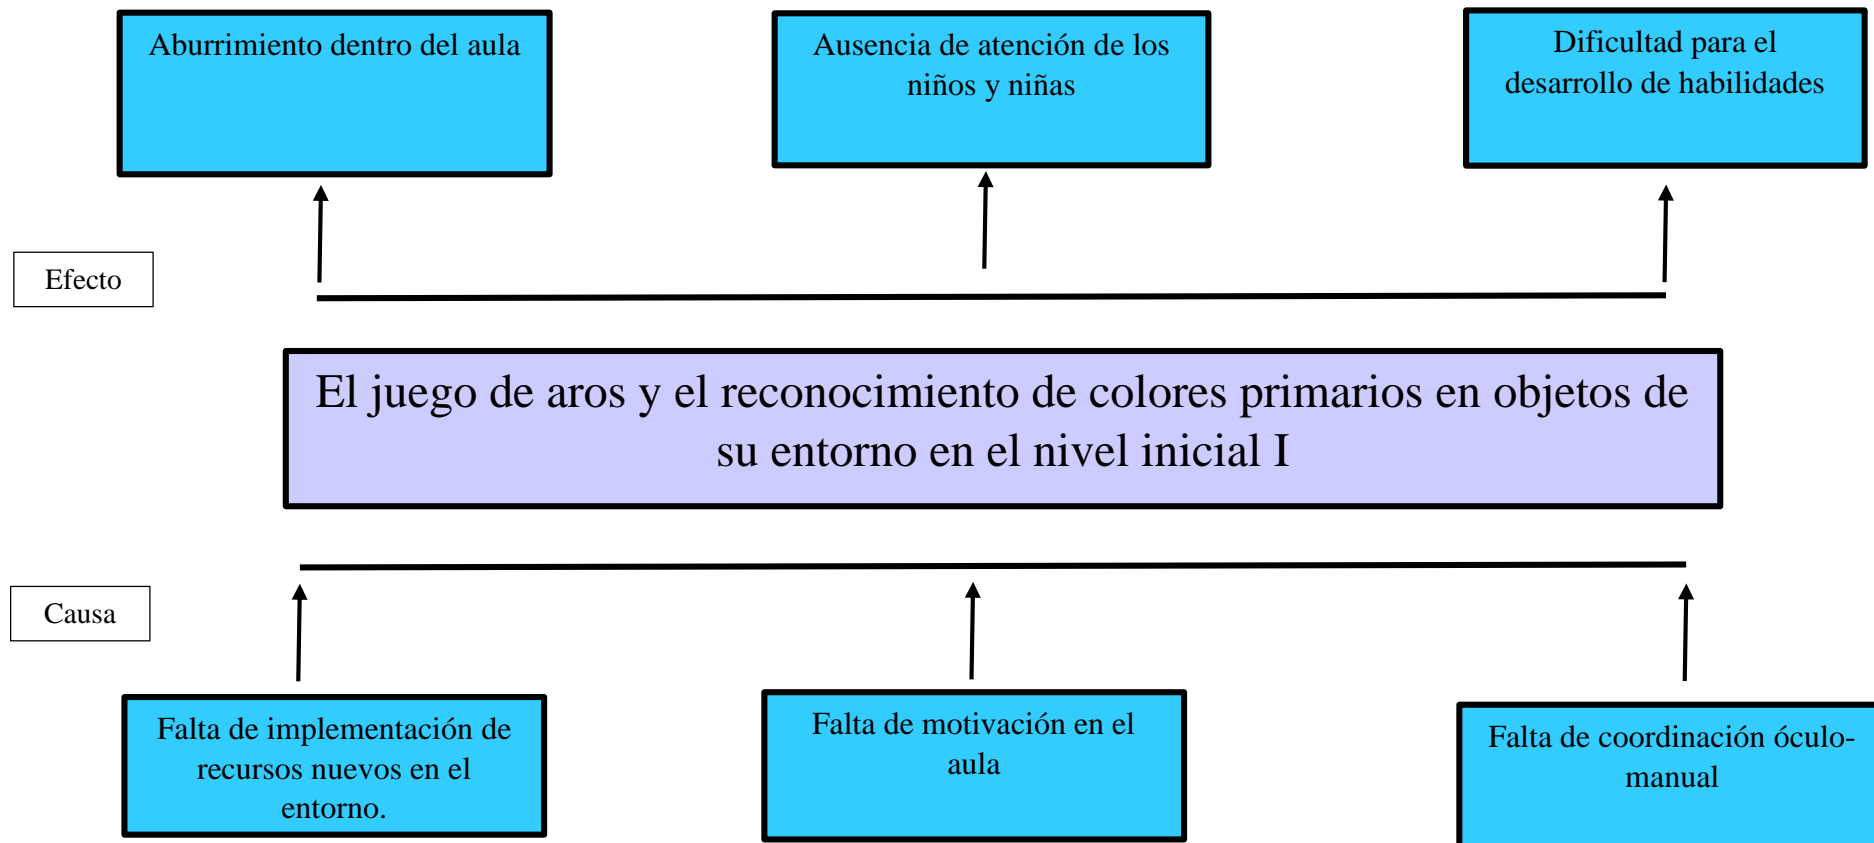 Aburrimiento dentro del aula
Ausencia de atención de los
niños y niñas
Dificultad para el
desarrollo de habilidades
Efecto
El juego de aros y el reconocimiento de colores primarios en objetos de
su entorno en el nivel inicial I
Causa
Falta de implementación de
recursos nuevos en el
entorno.
Falta de motivación en el
aula
Falta de coordinación óculo-
manual